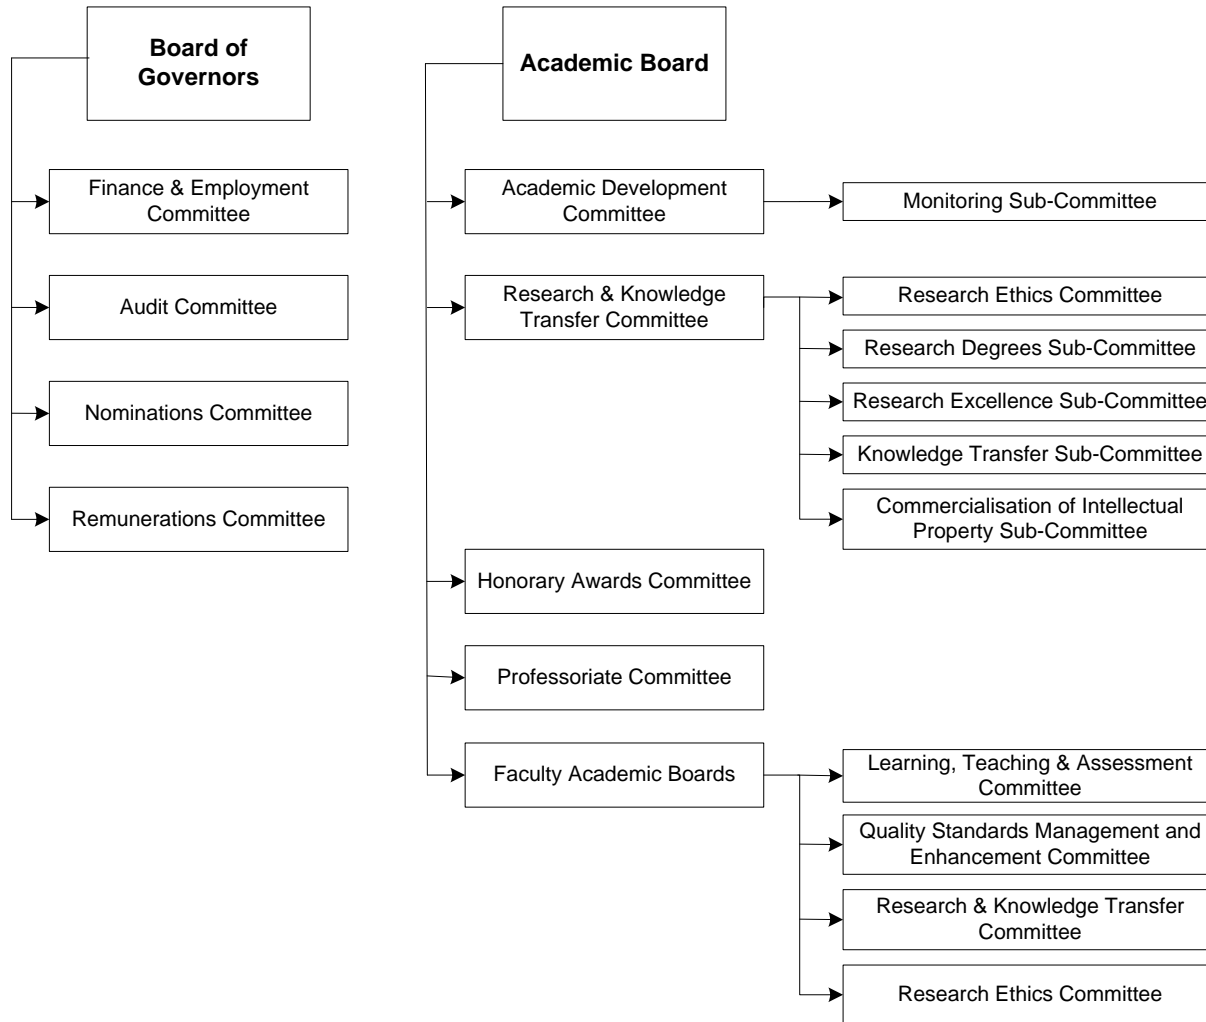 Board of
Governors
Academic Board
Finance & Employment
Committee
Audit Committee
Nominations Committee
Remunerations Committee
Academic Development
Committee
Monitoring Sub-Committee
Research & Knowledge
Transfer Committee
Research Ethics Committee
Research Degrees Sub-Committee
Research Excellence Sub-Committee
Knowledge Transfer Sub-Committee
Commercialisation of Intellectual
Property Sub-Committee
Honorary Awards Committee
Professoriate Committee
Faculty Academic Boards
Learning, Teaching & Assessment
Committee
Quality Standards Management and
Enhancement Committee
Research & Knowledge Transfer
Committee
Research Ethics Committee